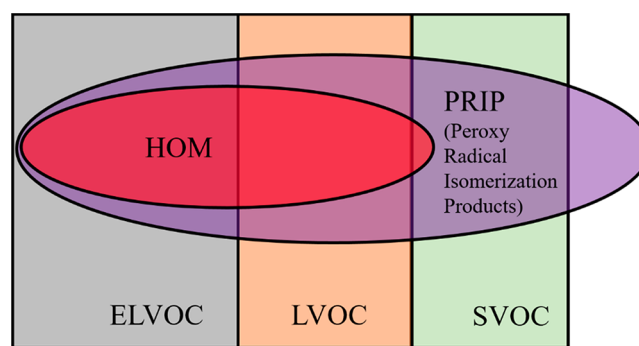 HOM
PRIP
(Peroxy
Radical
Isomerization
Products)
ELVOC
LVOC
SVOC